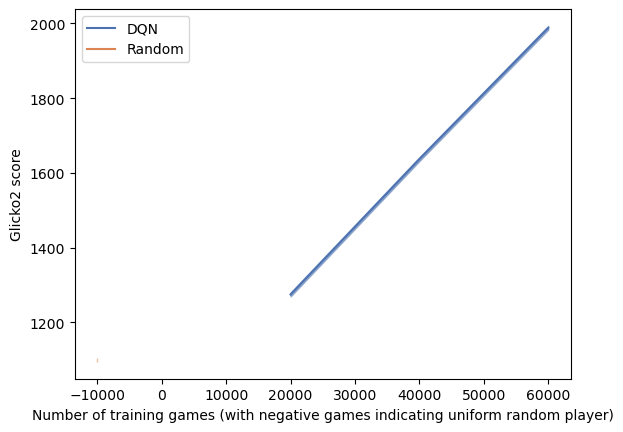 DQN
Random
2000
1800
1600
1400
1200
Glicko2 score
−10000 0 10000 20000 30000 40000 50000 60000
Number of training games (with negative games indicating uniform random player)